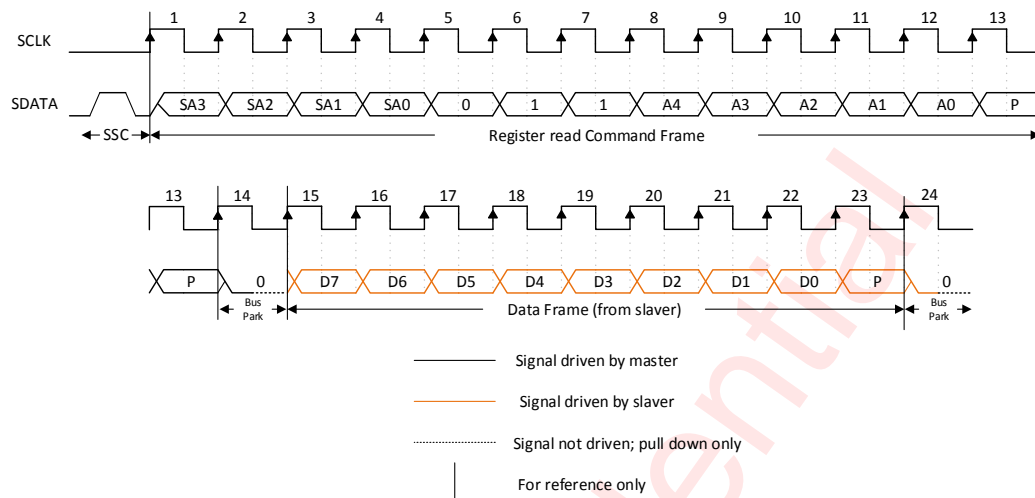 1 2 3 4 5 6 7 8 9 10 11 12 13
SCLK
SDATA SA3 SA2 SA1 SA0 0 1 1 A4 A3 A2 A1 A0 P
SSC Register read Command Frame
13 14 15 16 17 18 19 20 21 22 23 24
P 0 D7 D6 D5 D4 D3 D2 D1 D0 P 0
Bus Park Data Frame (from slaver) Bus Park
Signal driven by master
Signal driven by slaver
Signal not driven; pull down only
For reference only